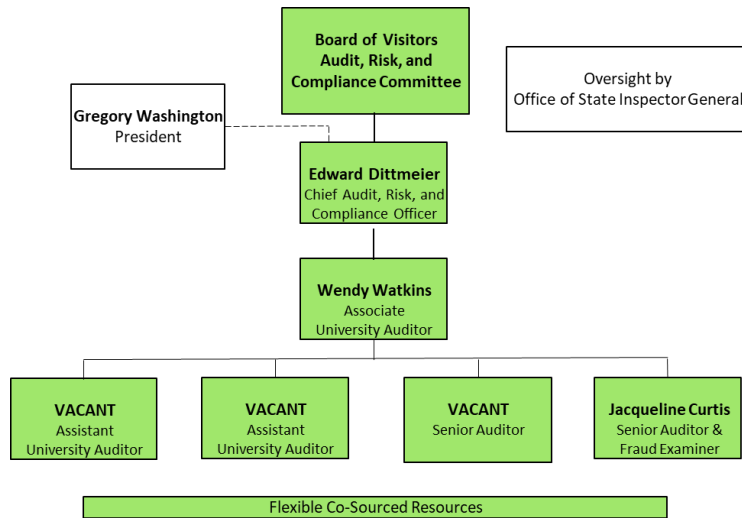 Board of Visitors
Audit, Risk, and
Compliance Committee
Oversight by
Office of State Inspector General
Gregory Washington
President
Edward Dittmeier
Chief Audit, Risk, and
Compliance Officer
Wendy Watkins
Associate
University Auditor
VACANT
Assistant
University Auditor
VACANT
Assistant
University Auditor
VACANT
Senior Auditor
Jacqueline Curtis
Senior Auditor &
Fraud Examiner
Flexible Co-Sourced Resources